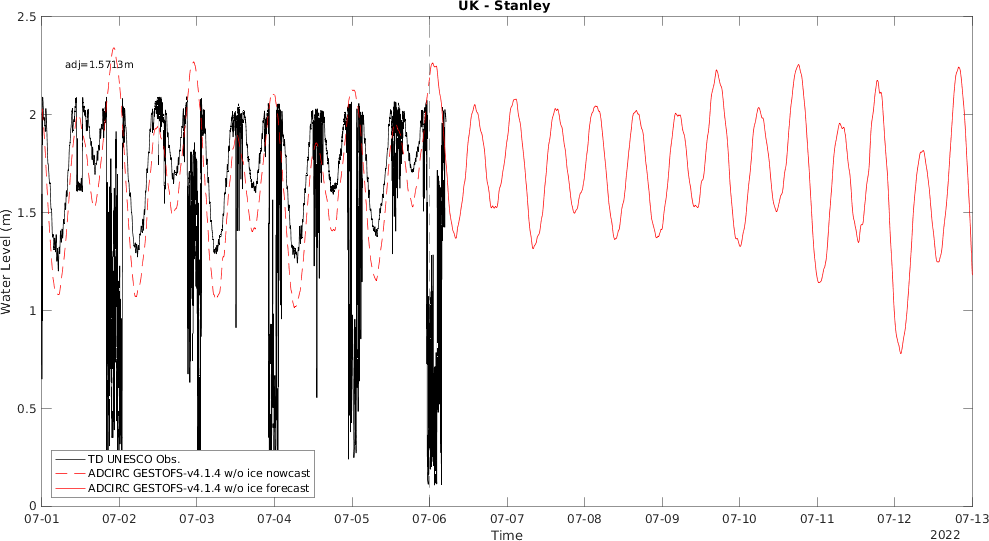 UK - Stanley
2.5
adj=1.5713m
2
1.5
1
0.5
0
Water Level (m)
TD UNESCO Obs.
ADCIRC GESTOFS-v4.1.4 w/o ice nowcast
ADCIRC GESTOFS-v4.1.4 w/o ice forecast
07-01 07-02 07-03 07-04 07-05 07-06 07-07 07-08 07-09 07-10 07-11 07-12 07-13
Time
2022